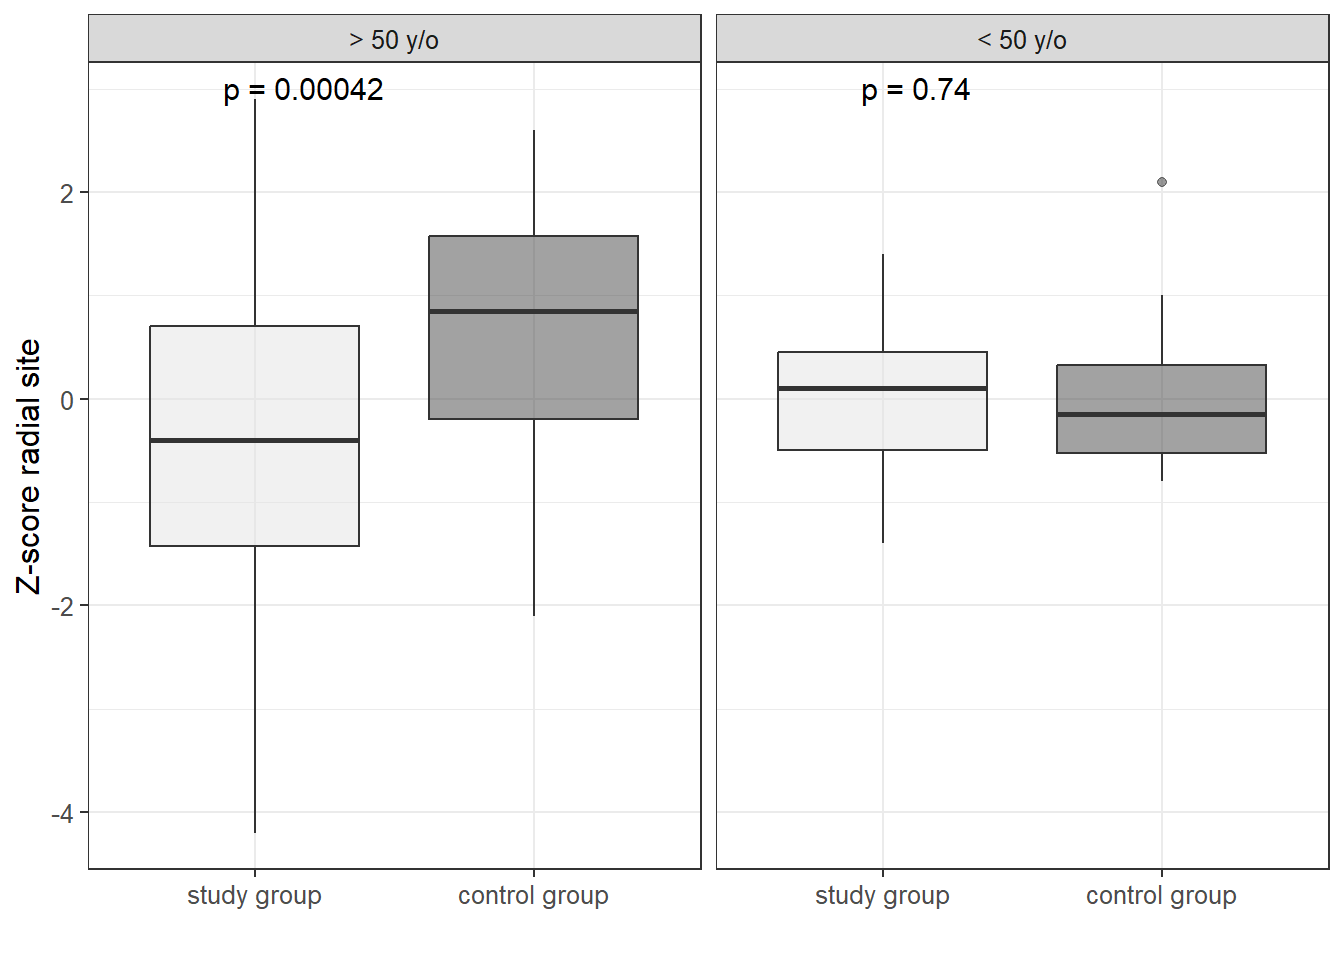 > 50 y/o
< 50 y/o
p = 0.00042
p = 0.74
Z-score radial site
2
0
-2
-4
study group
control group
study group
control group